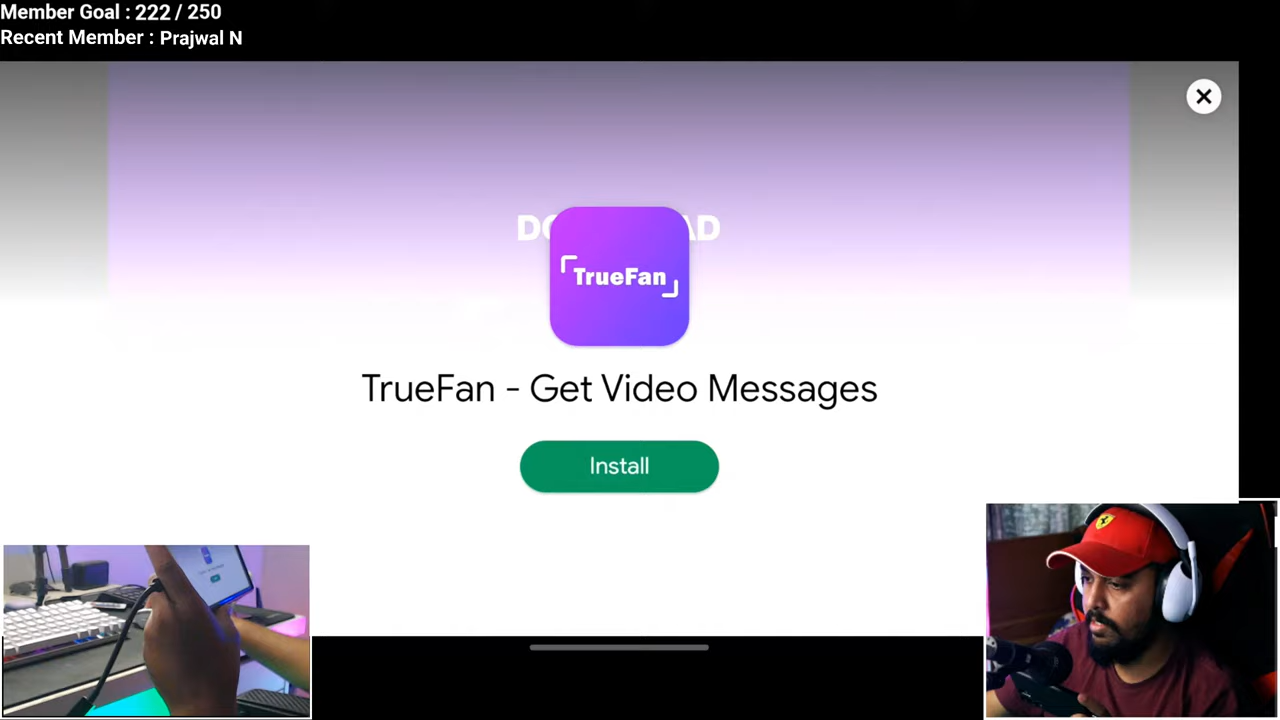 Member Goal : 222 / 250
Recent Member : Prajwal N
TrueFan
TrueFan - Get Video Messages
Install